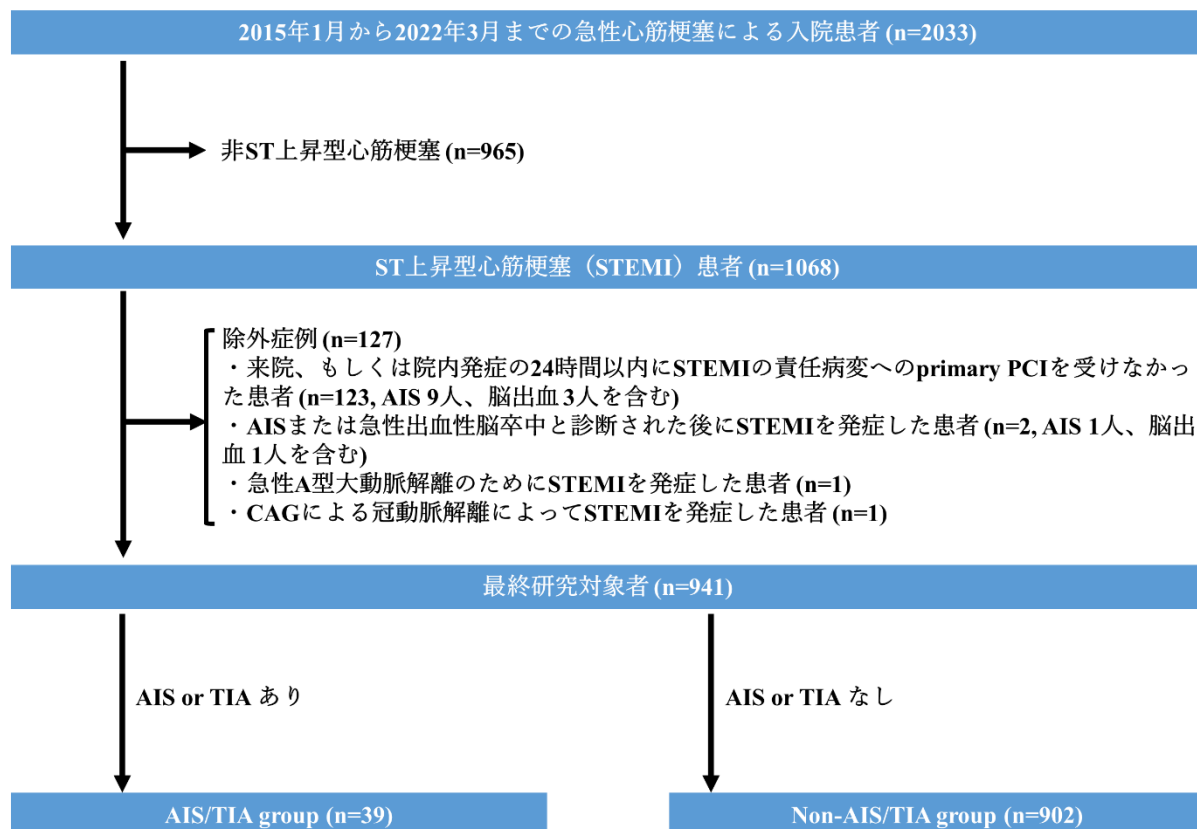 2015年1月から2022年3月までの急性心筋梗塞による入院患者 (n=2033)
非ST上昇型心筋梗塞 (n=965)
ST上昇型心筋梗塞（STEMI）患者 (n=1068)
除外症例 (n=127)
・来院、もしくは院内発症の24時間以内にSTEMIの責任病変へのprimary PCIを受けなかっ
た患者 (n=123, AIS 9人、脳出血 3人を含む)
・AISまたは急性出血性脳卒中と診断された後にSTEMIを発症した患者 (n=2, AIS 1人、脳出
血 1人を含む)
・急性A型大動脈解離のためにSTEMIを発症した患者 (n=1)
・CAGによる冠動脈解離によってSTEMIを発症した患者 (n=1)
最終研究対象者 (n=941)
AIS or TIA あり
AIS or TIA なし
AIS/TIA group (n=39)
Non-AIS/TIA group (n=902)